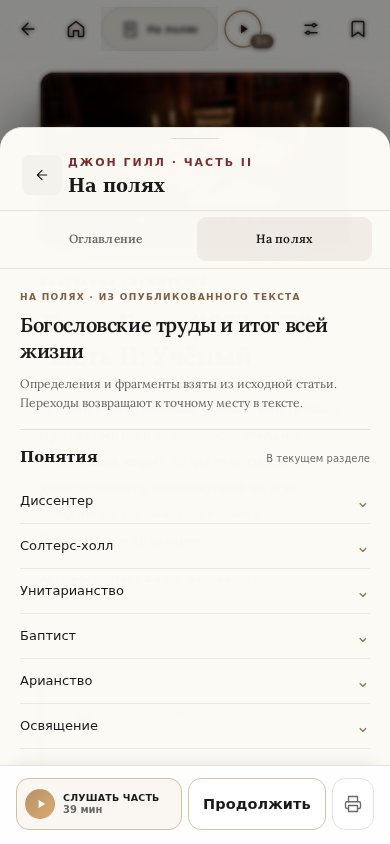 На полях
ДЖОН ГИЛЛ · ЧАСТЬ II
На полях
Оглавление
На полях
НА ПОЛЯХ · ИЗ ОПУБЛИКОВАННОГО ТЕКСТА
Богословские труды и итог всей
жизни
Определения и фрагменты взяты из исходной статьи.
Переходы возвращают к точному месту в тексте.
Понятия
В текущем разделе
Диссентер
Солтерс-холл
Унитарианство
Баптист
Арианство
Освящение
СЛУШАТЬ ЧАСТЬ
39 мин
Продолжить